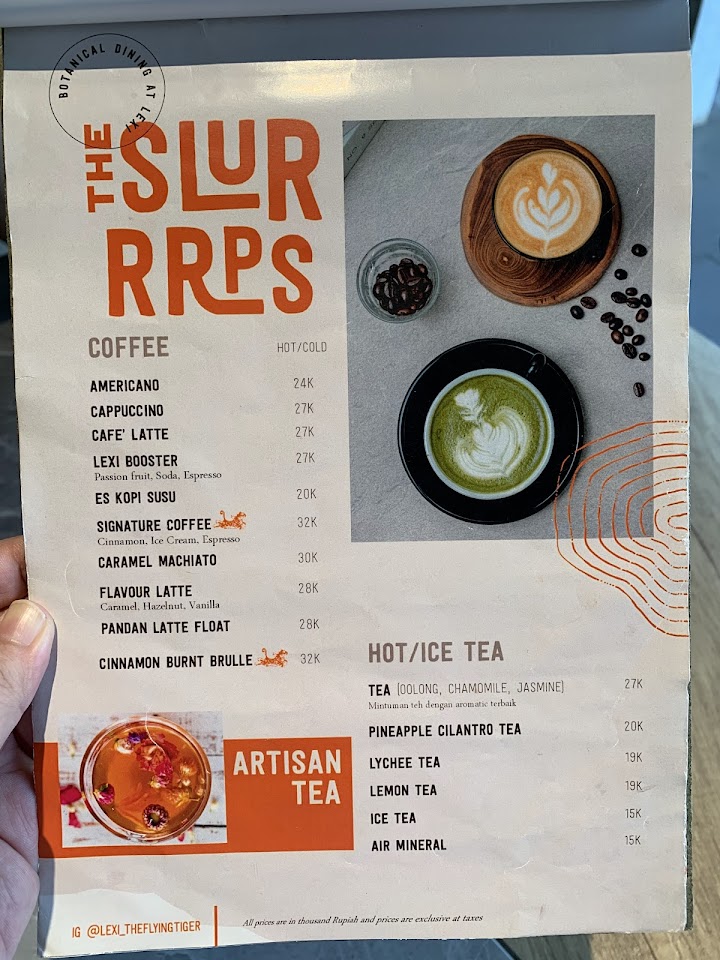 BOTANICAL DINING AT LEXI
THE SLUR
RRPS
COFFEE HOT/COLD
AMERICANO 24K
CAPPUCCINO 27K
CAFE' LATTE 27K
LEXI BOOSTER 27K
Passion fruit, Soda, Espresso
ES KOPI SUSU 20K
SIGNATURE COFFEE 32K
Cinnamon, Ice Cream, Espresso
CARAMEL MACHIATO 30K
FLAVOUR LATTE 28K
Caramel, Hazelnut, Vanilla
PANDAN LATTE FLOAT 28K
CINNAMON BURNT BRULLE 32K
ARTISAN
TEA
HOT/ICE TEA
TEA (OOLONG, CHAMOMILE, JASMINE) 27K
Mintuman teh dengan aromatic terbaik
PINEAPPLE CILANTRO TEA 20K
LYCHEE TEA 19K
LEMON TEA 19K
ICE TEA 15K
AIR MINERAL 15K
IG @LEXI_THEFLYINGTIGER
All prices are in thousand Rupiah and prices are exclusive at taxes